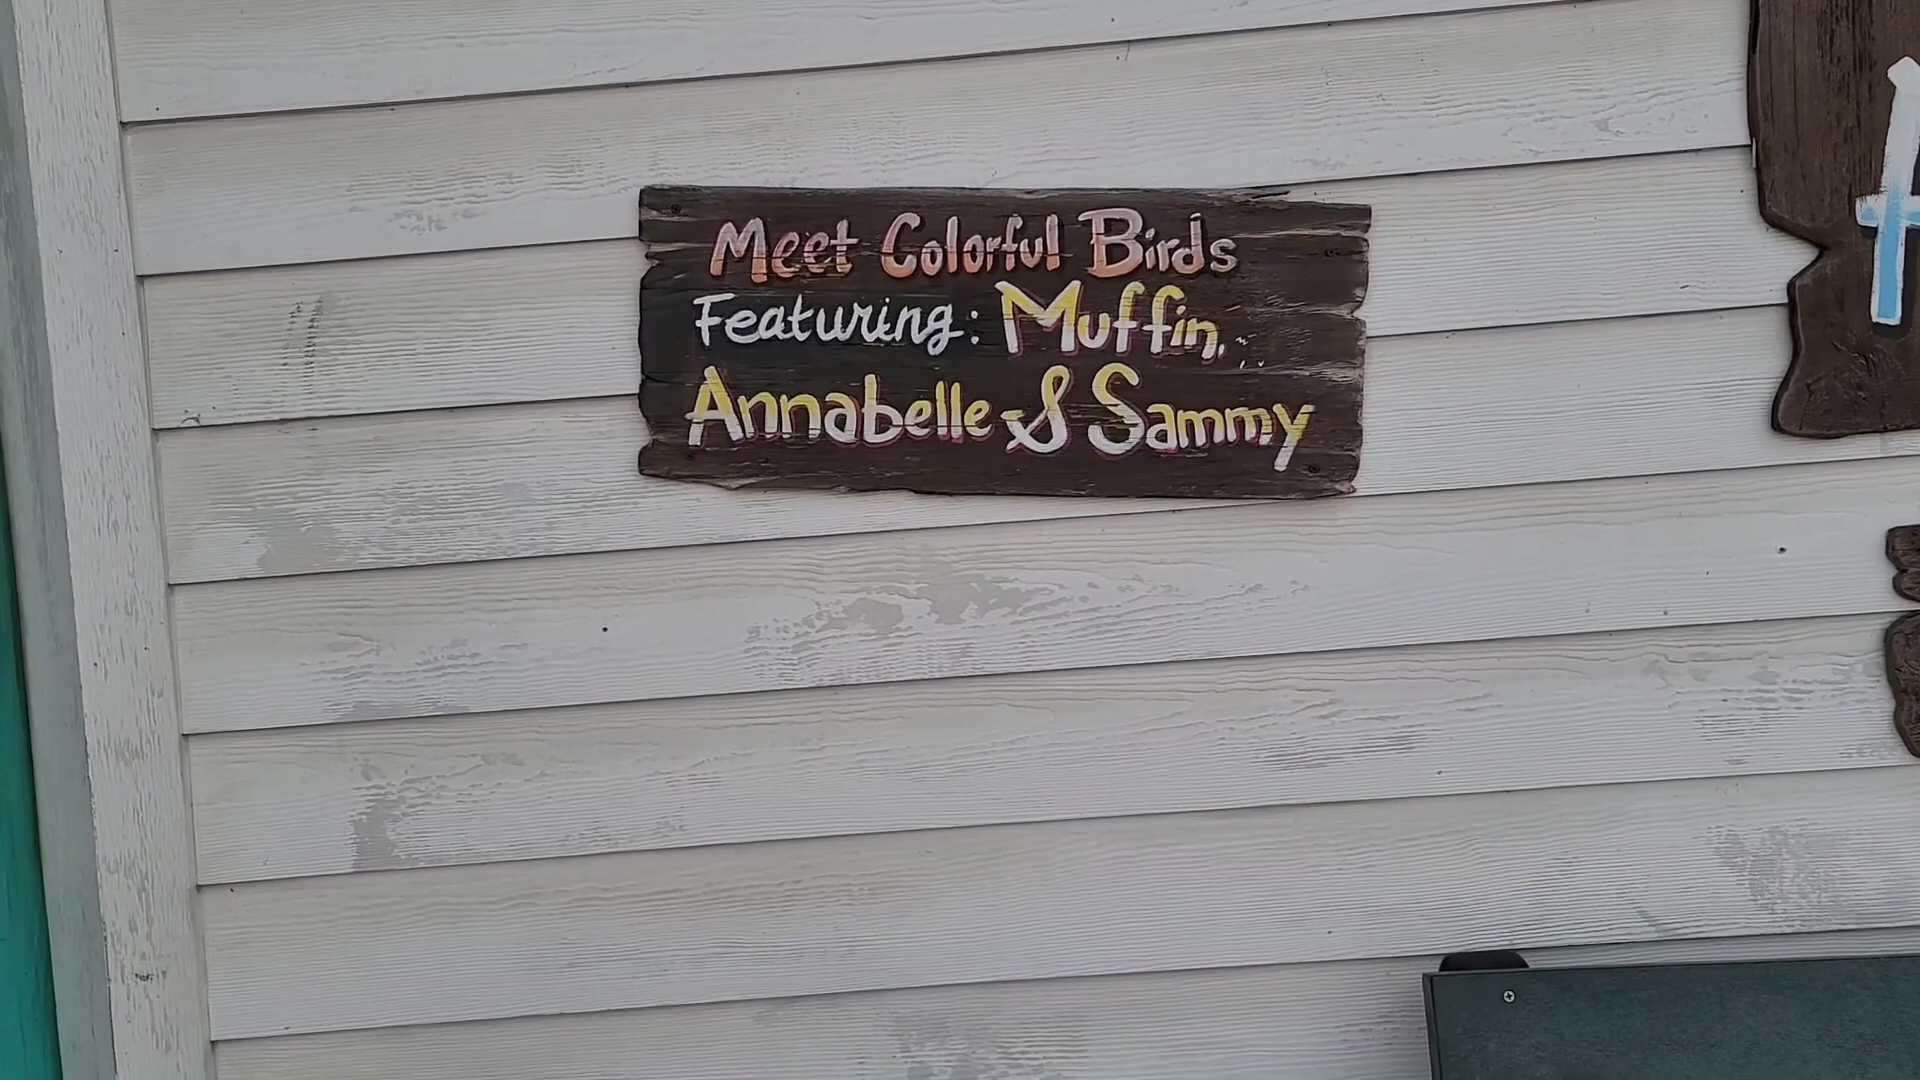 Meet Colorful Birds
Featuring: Muffin,
Annabelle & Sammy